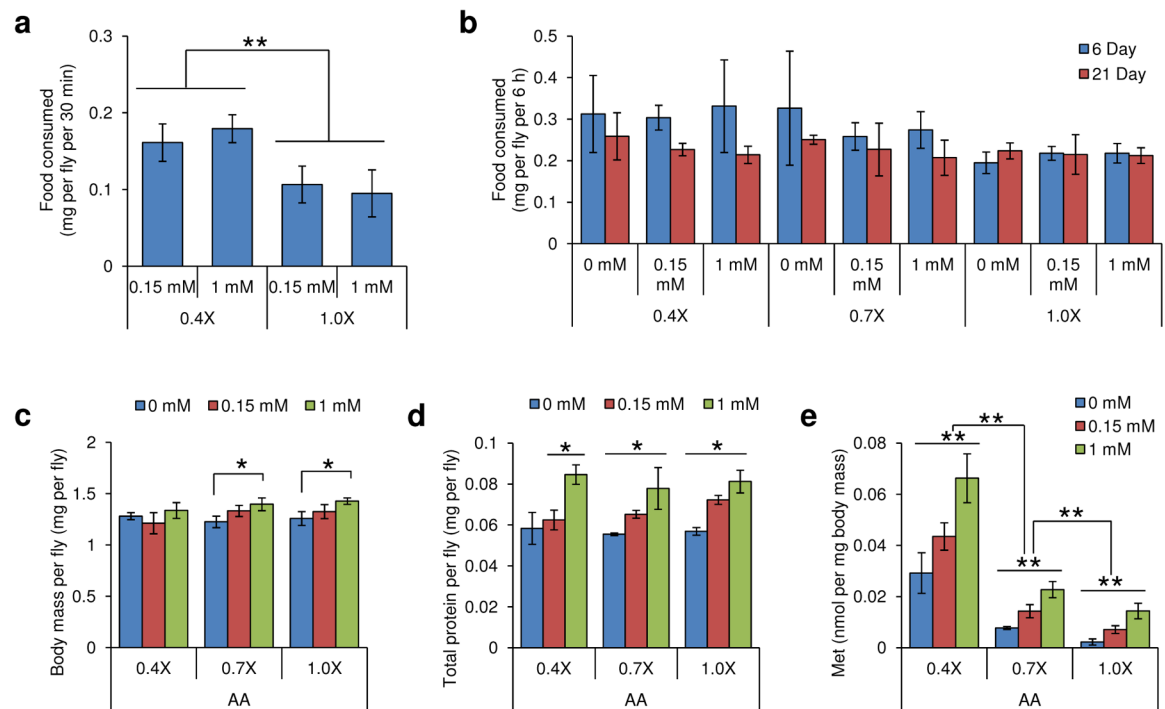 a
Food consumed
(mg per fly per 30 min)
0.3
0.2
0.1
0
**
0.15 mM
1 mM
0.15 mM
1 mM
0.4X
1.0X
b
Food consumed
(mg per fly per 6 h)
0.5
0.4
0.3
0.2
0.1
0
6 Day
21 Day
0 mM
0.15
mM
1 mM
0 mM
0.15
mM
1 mM
0 mM
0.15
mM
1 mM
0.4X
0.7X
1.0X
c
0 mM
0.15 mM
1 mM
Body mass per fly (mg per fly)
2
1.5
1
0.5
0
*
*
0.4X
0.7X
1.0X
AA
d
0 mM
0.15 mM
1 mM
Total protein per fly (mg per fly)
0.1
0.08
0.06
0.04
0.02
0
*
*
*
0.4X
0.7X
1.0X
AA
e
0 mM
0.15 mM
1 mM
Met (nmol per mg body mass)
0.08
0.06
0.04
0.02
0
**
**
**
**
**
0.4X
0.7X
1.0X
AA